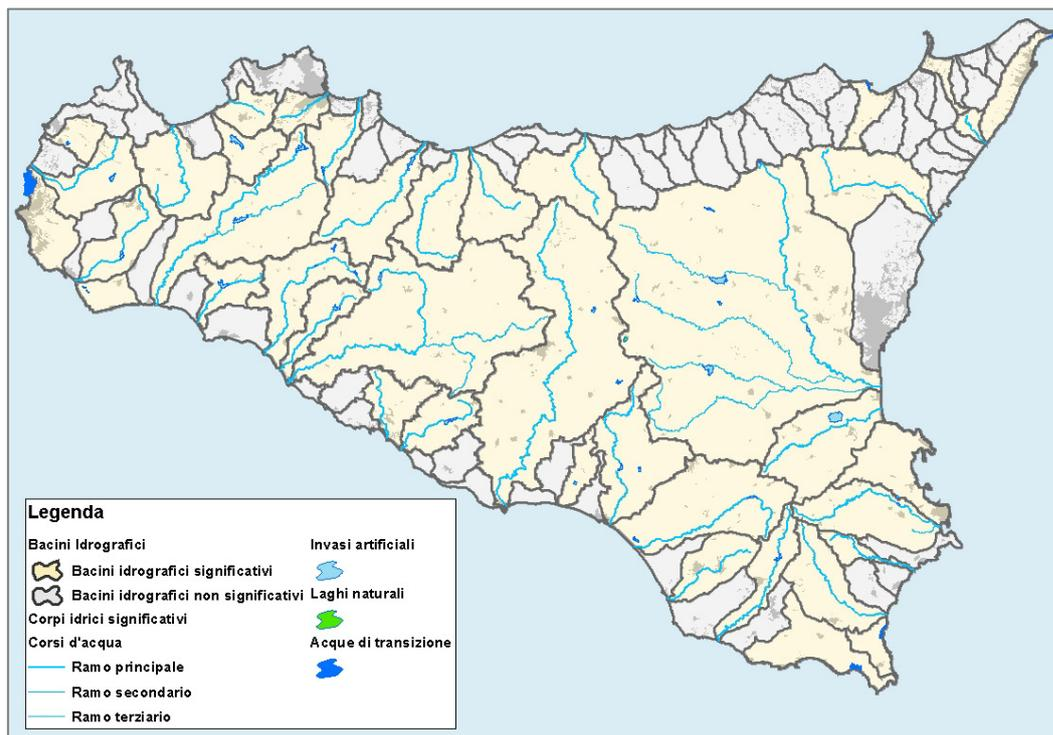 Legenda
Bacini Idrografici
Bacini idrografici significativi
Bacini idrografici non significativi
Corpi idrici significativi
Corsi d'acqua
Ramo principale
Ramo secondario
Ramo terziario
Invasi artificiali
Laghi naturali
Acque di transizione